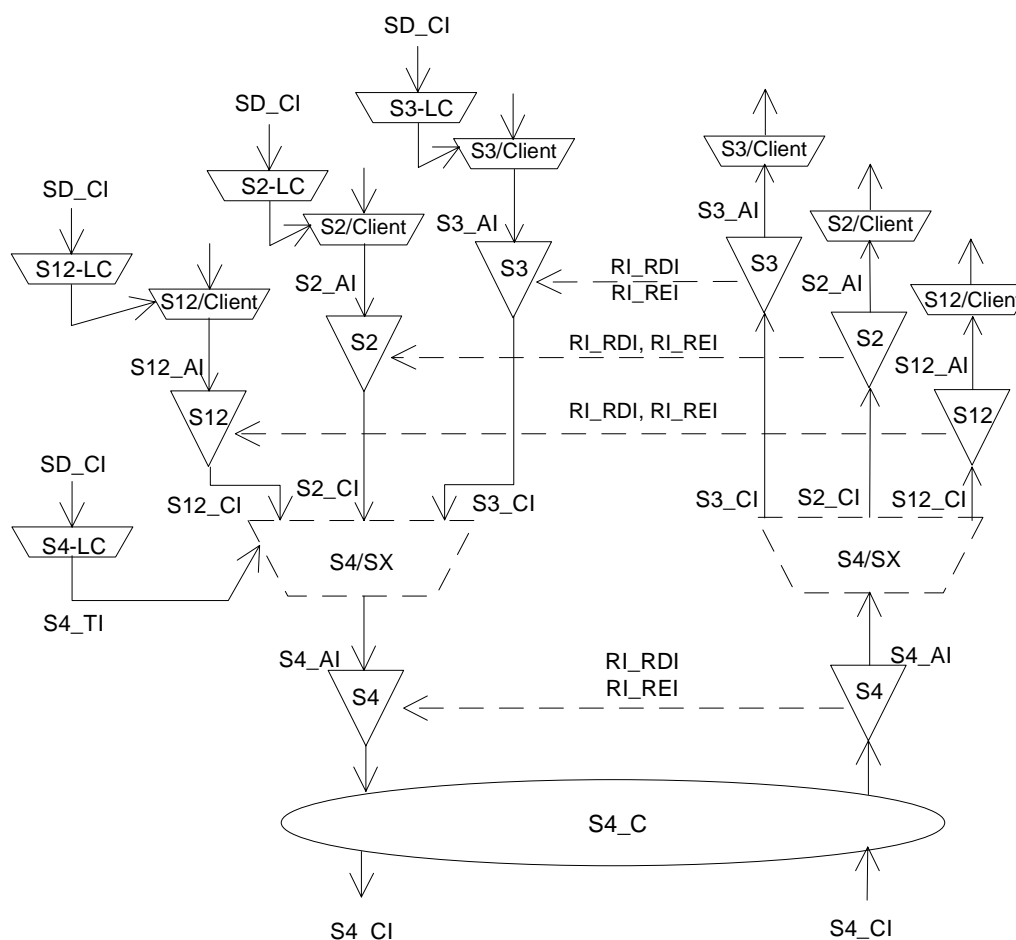 SD_CI
S3-LC
SD_CI
S3/Client
S3/Client
S2-LC
SD_CI
S2/Client
S3_AI
S3_AI
S2/Client
S12-LC
S3
S3
RI_RDI
S12/Client
S2_AI
RI_REI
S2_AI
S12/Client
S2
RI_RDI, RI_REI
S2
S12_AI
S12_AI
S12
RI_RDI, RI_REI
S12
SD_CI
S12_CI
S2_CI
S3_CI
S3_CI
S2_CI
S12_CI
S4-LC
S4/SX
S4/SX
S4_TI
S4_AI
RI_RDI
S4_AI
RI_REI
S4
S4
S4_C
S4_CI
S4_CI